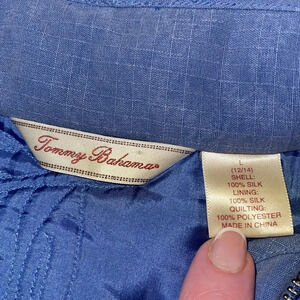 Tommy Bahama®
L
(12/14)
SHELL:
100% SILK
LINING:
100% SILK
QUILTING:
100% POLYESTER
MADE IN CHINA